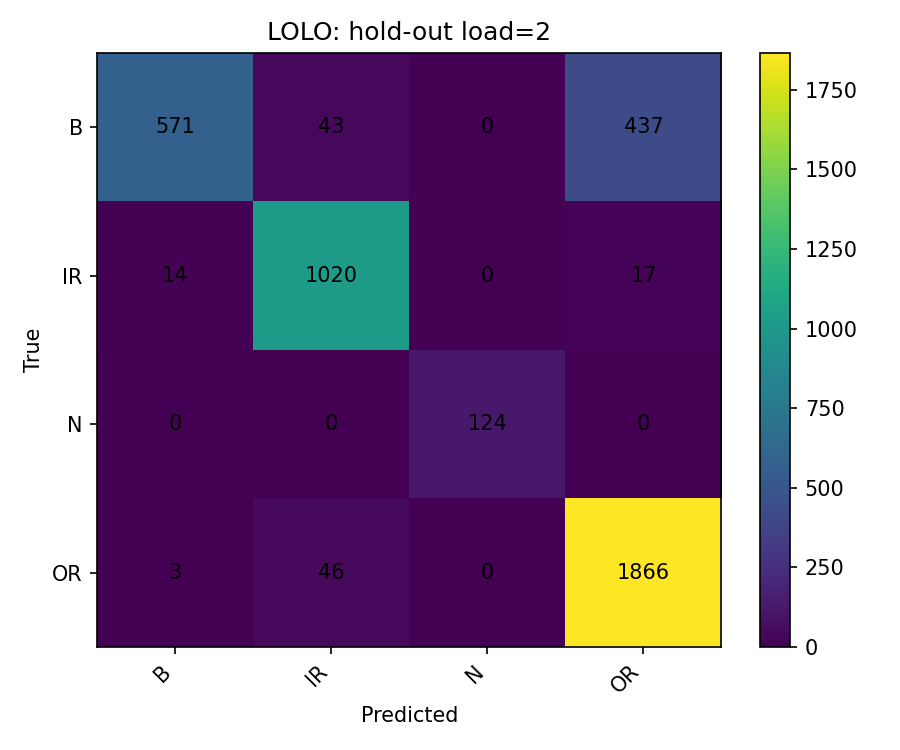 LOLO: hold-out load=2
B 571 43 0 437
IR 14 1020 0 17
N 0 0 124 0
OR 3 46 0 1866
B IR N OR
Predicted
True
1750
1500
1250
1000
750
500
250
0